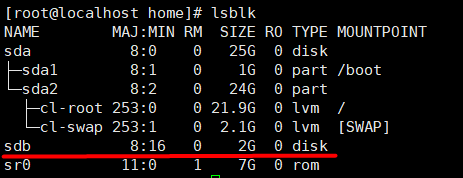 [root@localhost home]# lsblk
NAME        MAJ:MIN RM  SIZE RO TYPE MOUNTPOINT
sda           8:0    0   25G  0 disk
├─sda1        8:1    0    1G  0 part /boot
└─sda2        8:2    0   24G  0 part
  ├─cl-root 253:0    0 21.9G  0 lvm  /
  └─cl-swap 253:1    0  2.1G  0 lvm  [SWAP]
sdb           8:16   0    2G  0 disk
sr0          11:0    1    7G  0 rom